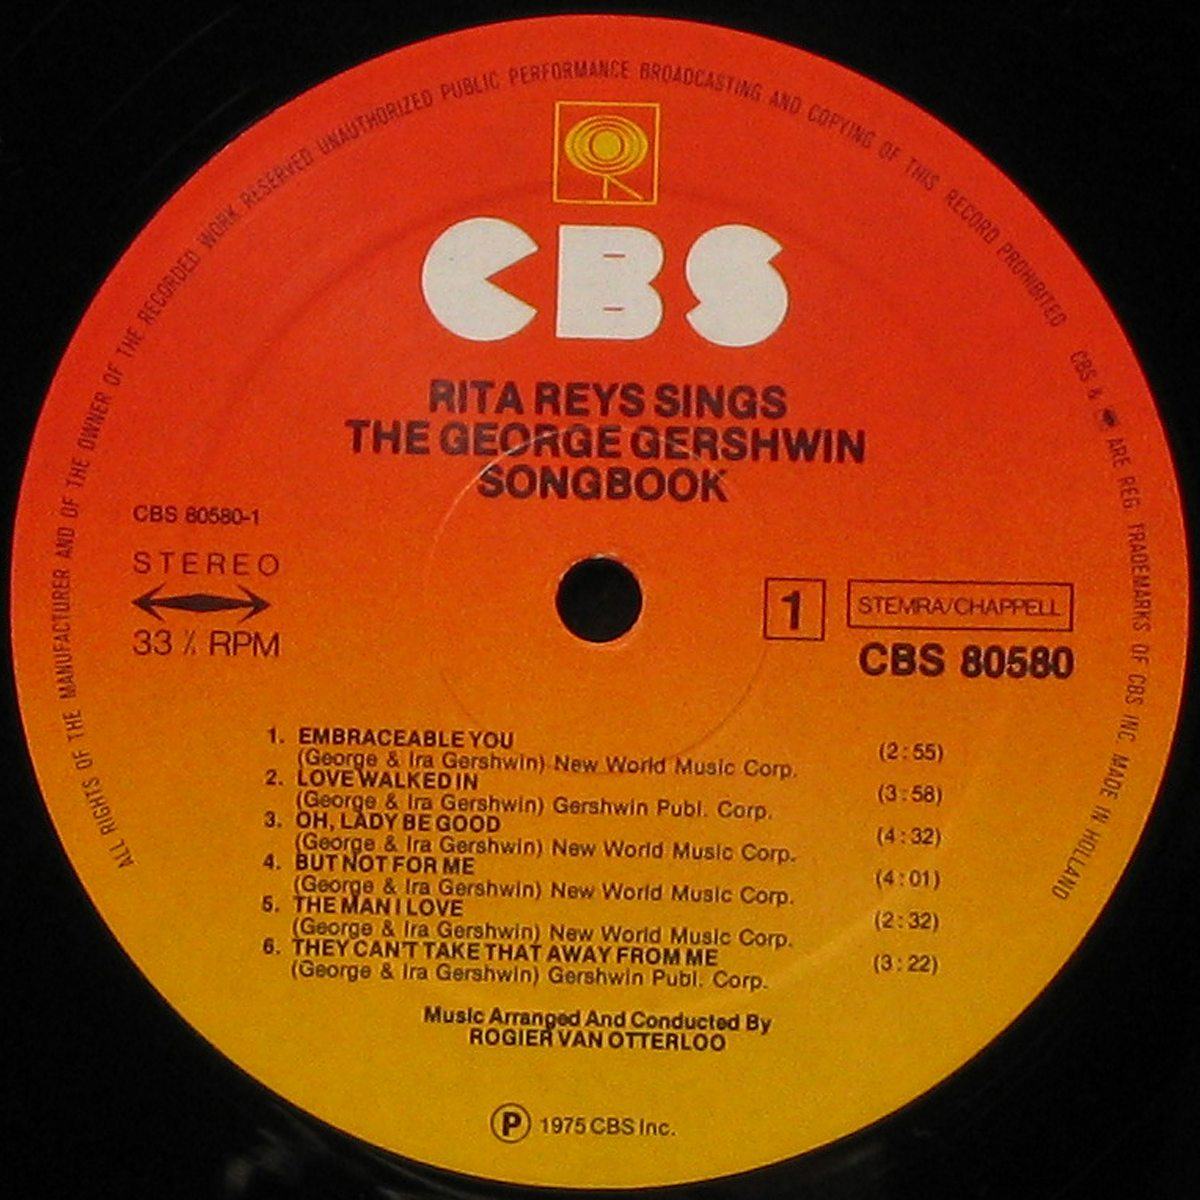 ALL RIGHTS OF THE MANUFACTURER AND OF THE OWNER OF THE RECORDED WORK RESERVED UNAUTHORIZED PUBLIC PERFORMANCE BROADCASTING AND COPYING OF THIS RECORD PROHIBITED CBS & ARE REG TRADEMARKS OF CBS INC MADE IN HOLLAND
CBS
RITA REYS SINGS
THE GEORGE GERSHWIN
SONGBOOK
CBS 80580-1
STEREO
33 ⅓ RPM
1
STEMRA/CHAPPELL
CBS 80580
1. EMBRACEABLE YOU
(George & Ira Gershwin) New World Music Corp. (2:55)
2. LOVE WALKED IN
(George & Ira Gershwin) Gershwin Publ. Corp. (3:58)
3. OH, LADY BE GOOD
(George & Ira Gershwin) New World Music Corp. (4:32)
4. BUT NOT FOR ME
(George & Ira Gershwin) New World Music Corp. (4:01)
5. THE MAN I LOVE
(George & Ira Gershwin) New World Music Corp. (2:32)
6. THEY CAN'T TAKE THAT AWAY FROM ME
(George & Ira Gershwin) Gershwin Publ. Corp. (3:22)
Music Arranged And Conducted By
ROGIER VAN OTTERLOO
Ⓟ 1975 CBS Inc.